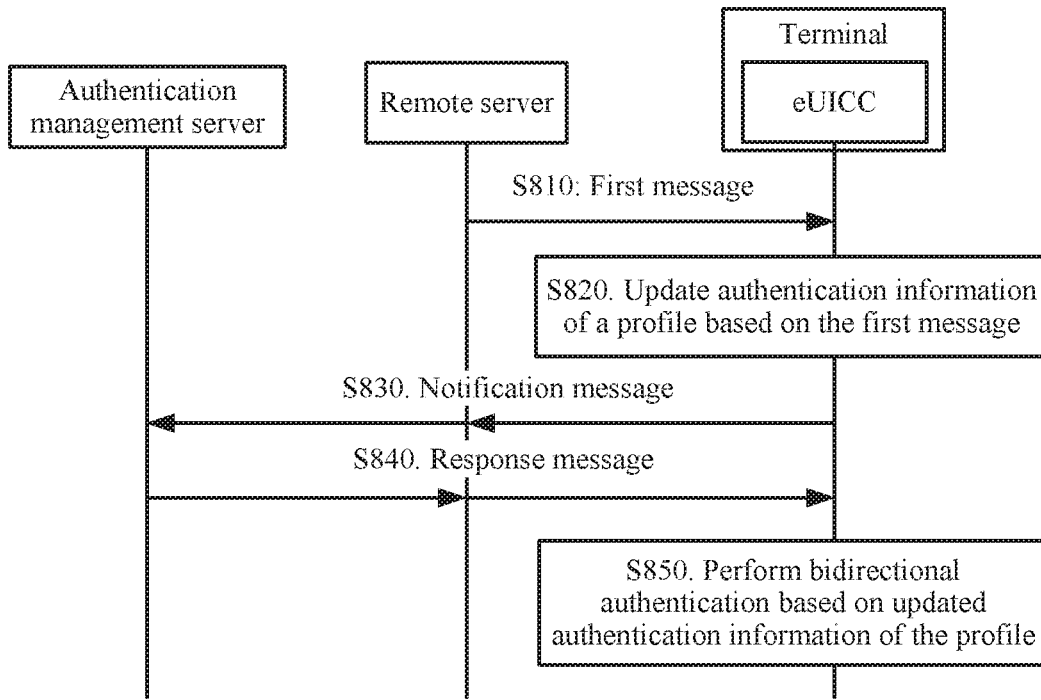 Terminal
eUICC
Authentication
management server
Remote server
S810: First message
S820. Update authentication information
of a profile based on the first message
S830. Notification message
S840. Response message
S850. Perform bidirectional
authentication based on updated
authentication information of the profile